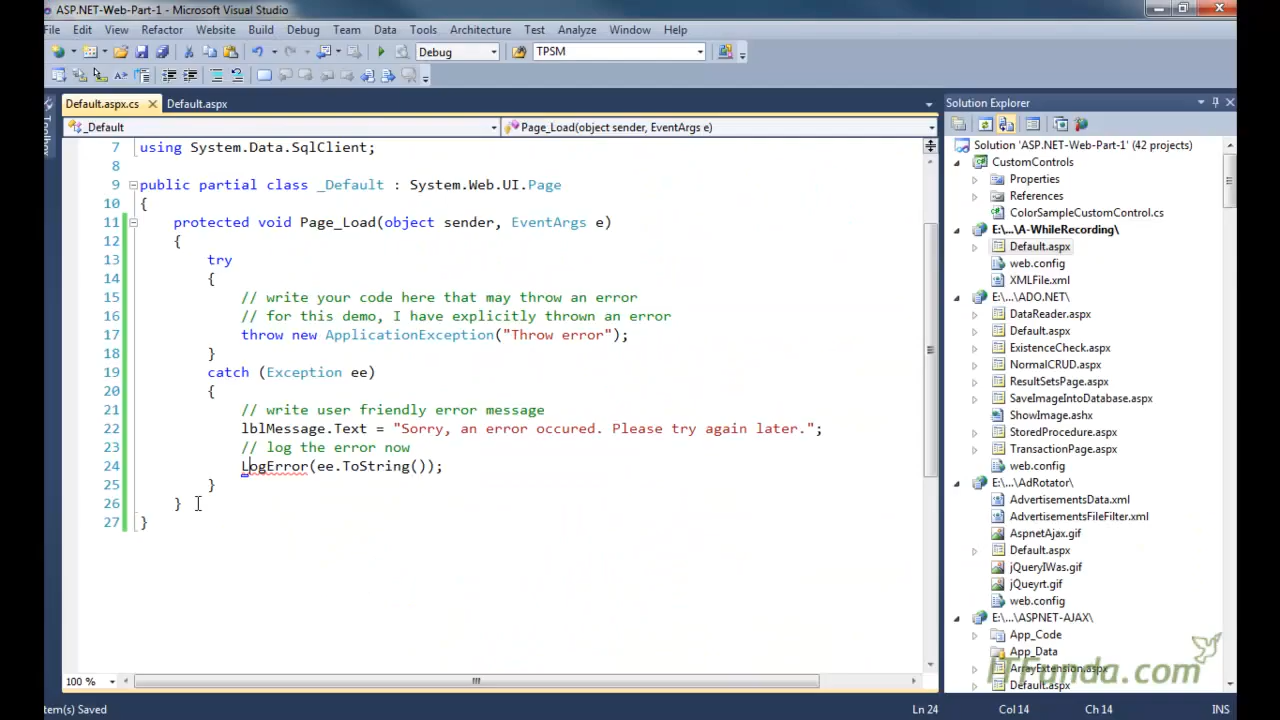 ASP.NET-Web-Part-1 - Microsoft Visual Studio
File Edit View Refactor Website Build Debug Team Data Tools Architecture Test Analyze Window Help
Debug TPSM
Default.aspx.cs Default.aspx
_Default Page_Load(object sender, EventArgs e)
7 using System.Data.SqlClient;
8
9 public partial class _Default : System.Web.UI.Page
10 {
11 protected void Page_Load(object sender, EventArgs e)
12 {
13 try
14 {
15 // write your code here that may throw an error
16 // for this demo, I have explicitly thrown an error
17 throw new ApplicationException("Throw error");
18 }
19 catch (Exception ee)
20 {
21 // write user friendly error message
22 lblMessage.Text = "Sorry, an error occured. Please try again later.";
23 // log the error now
24 LogError(ee.ToString());
25 }
26 }
27 }
100 %
Solution Explorer
Solution 'ASP.NET-Web-Part-1' (42 projects)
CustomControls
Properties
References
ColorSampleCustomControl.cs
E:\...\A-WhileRecording\
Default.aspx
web.config
XMLFile.xml
E:\...\ADO.NET\
DataReader.aspx
Default.aspx
ExistenceCheck.aspx
NormalCRUD.aspx
ResultSetsPage.aspx
SaveImageIntoDatabase.aspx
ShowImage.ashx
StoredProcedure.aspx
TransactionPage.aspx
web.config
E:\...\AdRotator\
AdvertisementsData.xml
AdvertisementsFileFilter.xml
AspnetAjax.gif
Default.aspx
jQueryIWas.gif
jQueyrt.gif
web.config
E:\...\ASPNET-AJAX\
App_Code
App_Data
ArrayExtension.aspx
Default.aspx
ITFunda.com
tem(s) Saved Ln 24 Col 14 Ch 14 INS